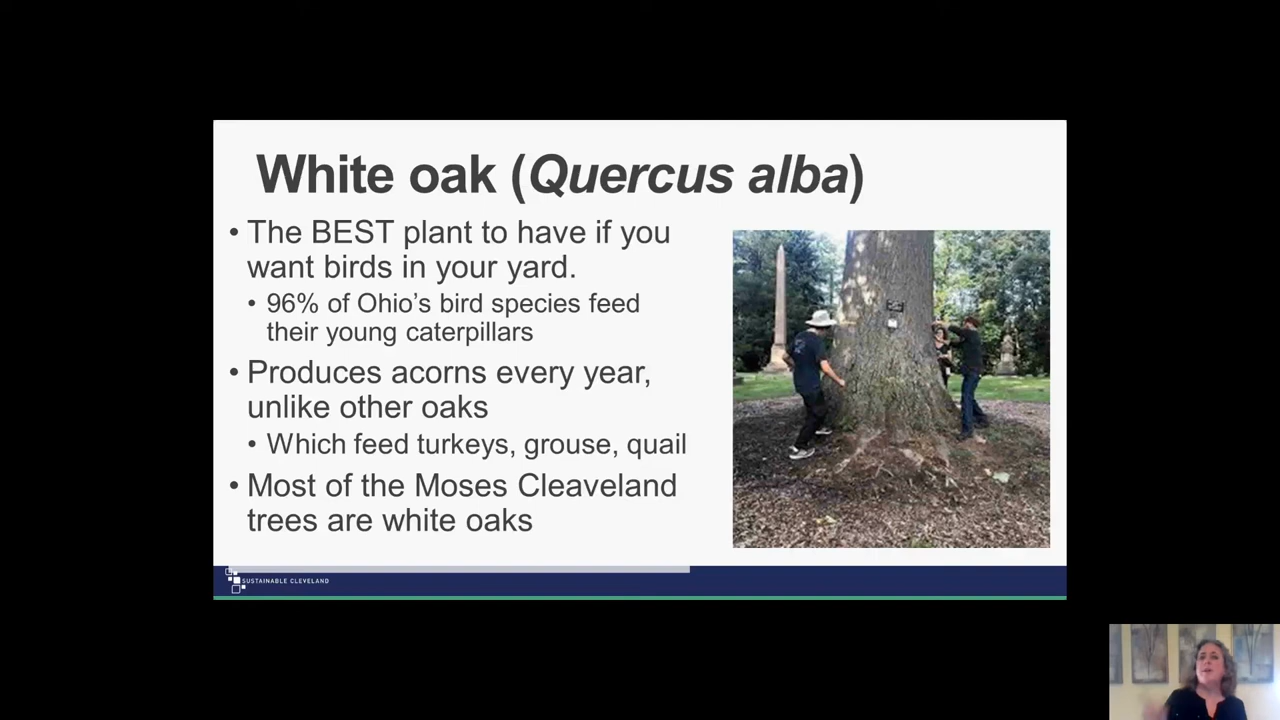 White oak (Quercus alba)
• The BEST plant to have if you
want birds in your yard.
• 96% of Ohio’s bird species feed
their young caterpillars
• Produces acorns every year,
unlike other oaks
• Which feed turkeys, grouse, quail
• Most of the Moses Cleaveland
trees are white oaks
SUSTAINABLE CLEVELAND